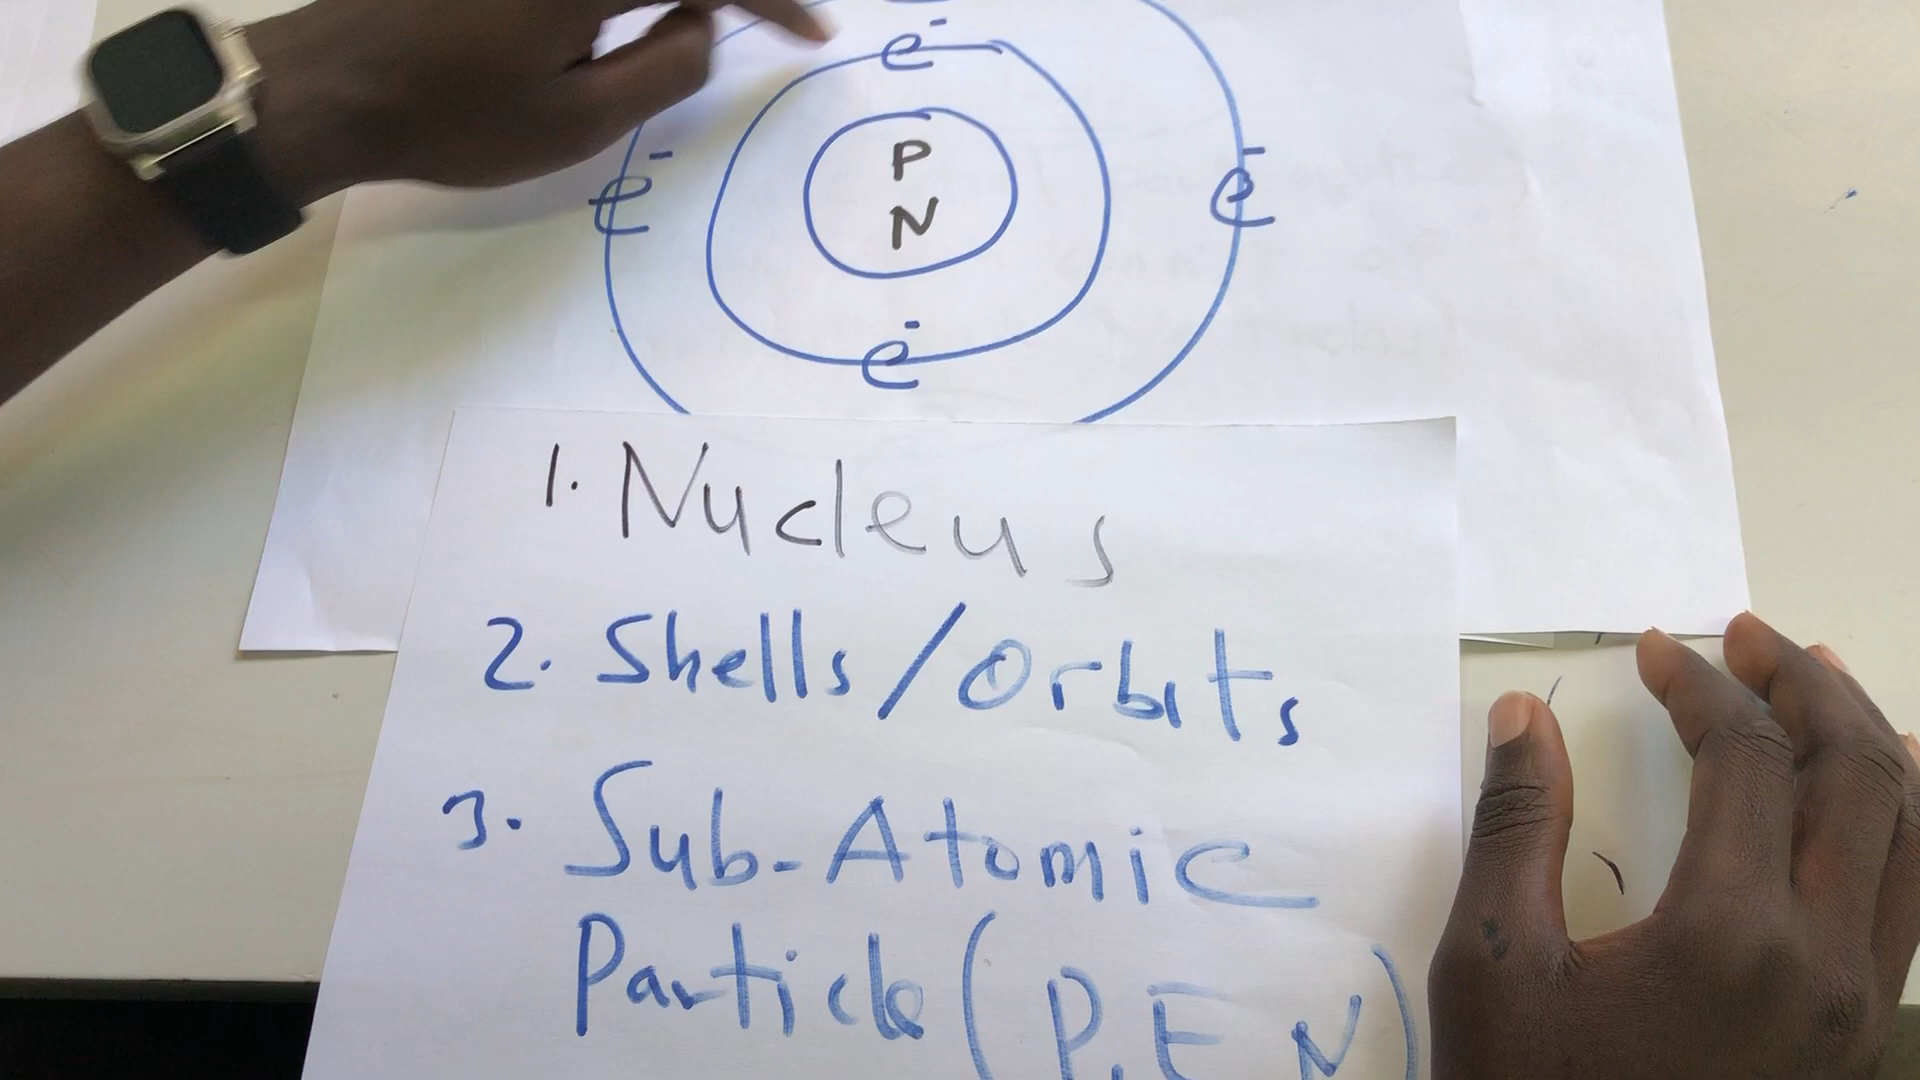 e-
P
e- N e-
e-
1. Nucleus
2. Shells/Orbits
3. Sub-Atomic
Particle (P, E, N)